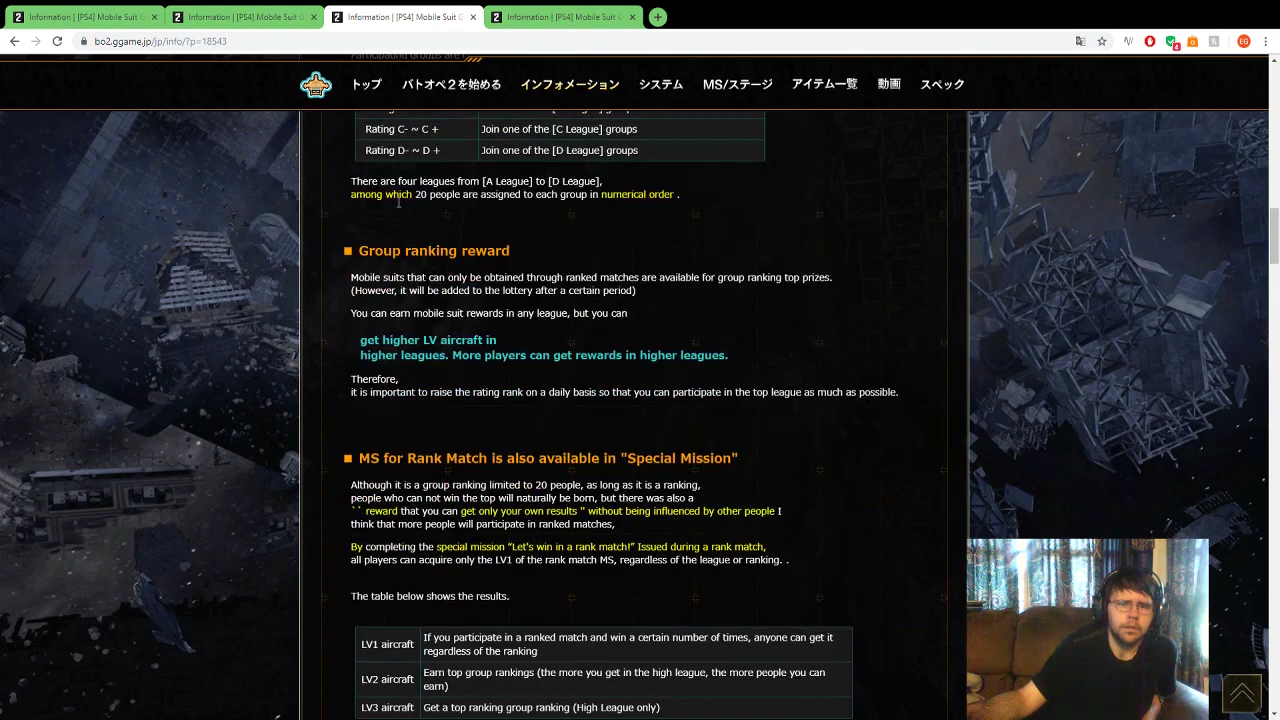 Information | [PS4] Mobile Suit G
Information | [PS4] Mobile Suit G
Information | [PS4] Mobile Suit G
Information | [PS4] Mobile Suit G
bo2.ggame.jp/jp/info/?p=18543
EG
トップ
バトオペ２を始める
インフォメーション
システム
MS/ステージ
アイテム一覧
動画
スペック
Rating C- ~ C + Join one of the [C League] groups
Rating D- ~ D + Join one of the [D League] groups
There are four leagues from [A League] to [D League],
among which 20 people are assigned to each group in numerical order .
Group ranking reward
Mobile suits that can only be obtained through ranked matches are available for group ranking top prizes.
(However, it will be added to the lottery after a certain period)
You can earn mobile suit rewards in any league, but you can
get higher LV aircraft in
higher leagues. More players can get rewards in higher leagues.
Therefore,
it is important to raise the rating rank on a daily basis so that you can participate in the top league as much as possible.
MS for Rank Match is also available in "Special Mission"
Although it is a group ranking limited to 20 people, as long as it is a ranking,
people who can not win the top will naturally be born, but there was also a
`` reward that you can get only your own results '' without being influenced by other people I
think that more people will participate in ranked matches,
By completing the special mission “Let's win in a rank match!” Issued during a rank match,
all players can acquire only the LV1 of the rank match MS, regardless of the league or ranking. .
The table below shows the results.
LV1 aircraft If you participate in a ranked match and win a certain number of times, anyone can get it
regardless of the ranking
LV2 aircraft Earn top group rankings (the more you get in the high league, the more people you can
earn)
LV3 aircraft Get a top ranking group ranking (High League only)